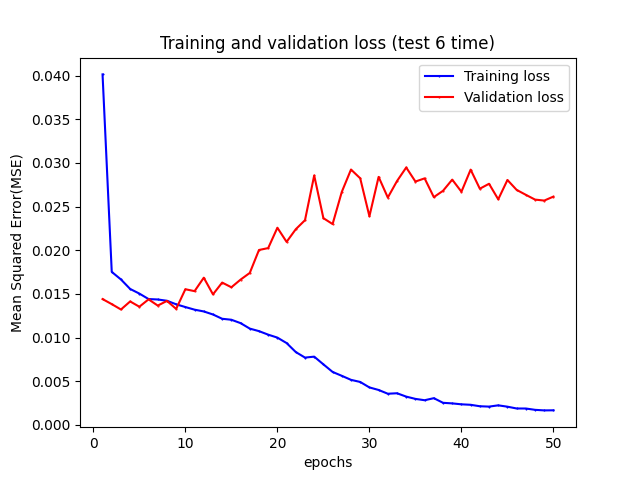 Training and validation loss (test 6 time)
Training loss
Validation loss
Mean Squared Error(MSE)
0.040
0.035
0.030
0.025
0.020
0.015
0.010
0.005
0.000
0 10 20 30 40 50
epochs